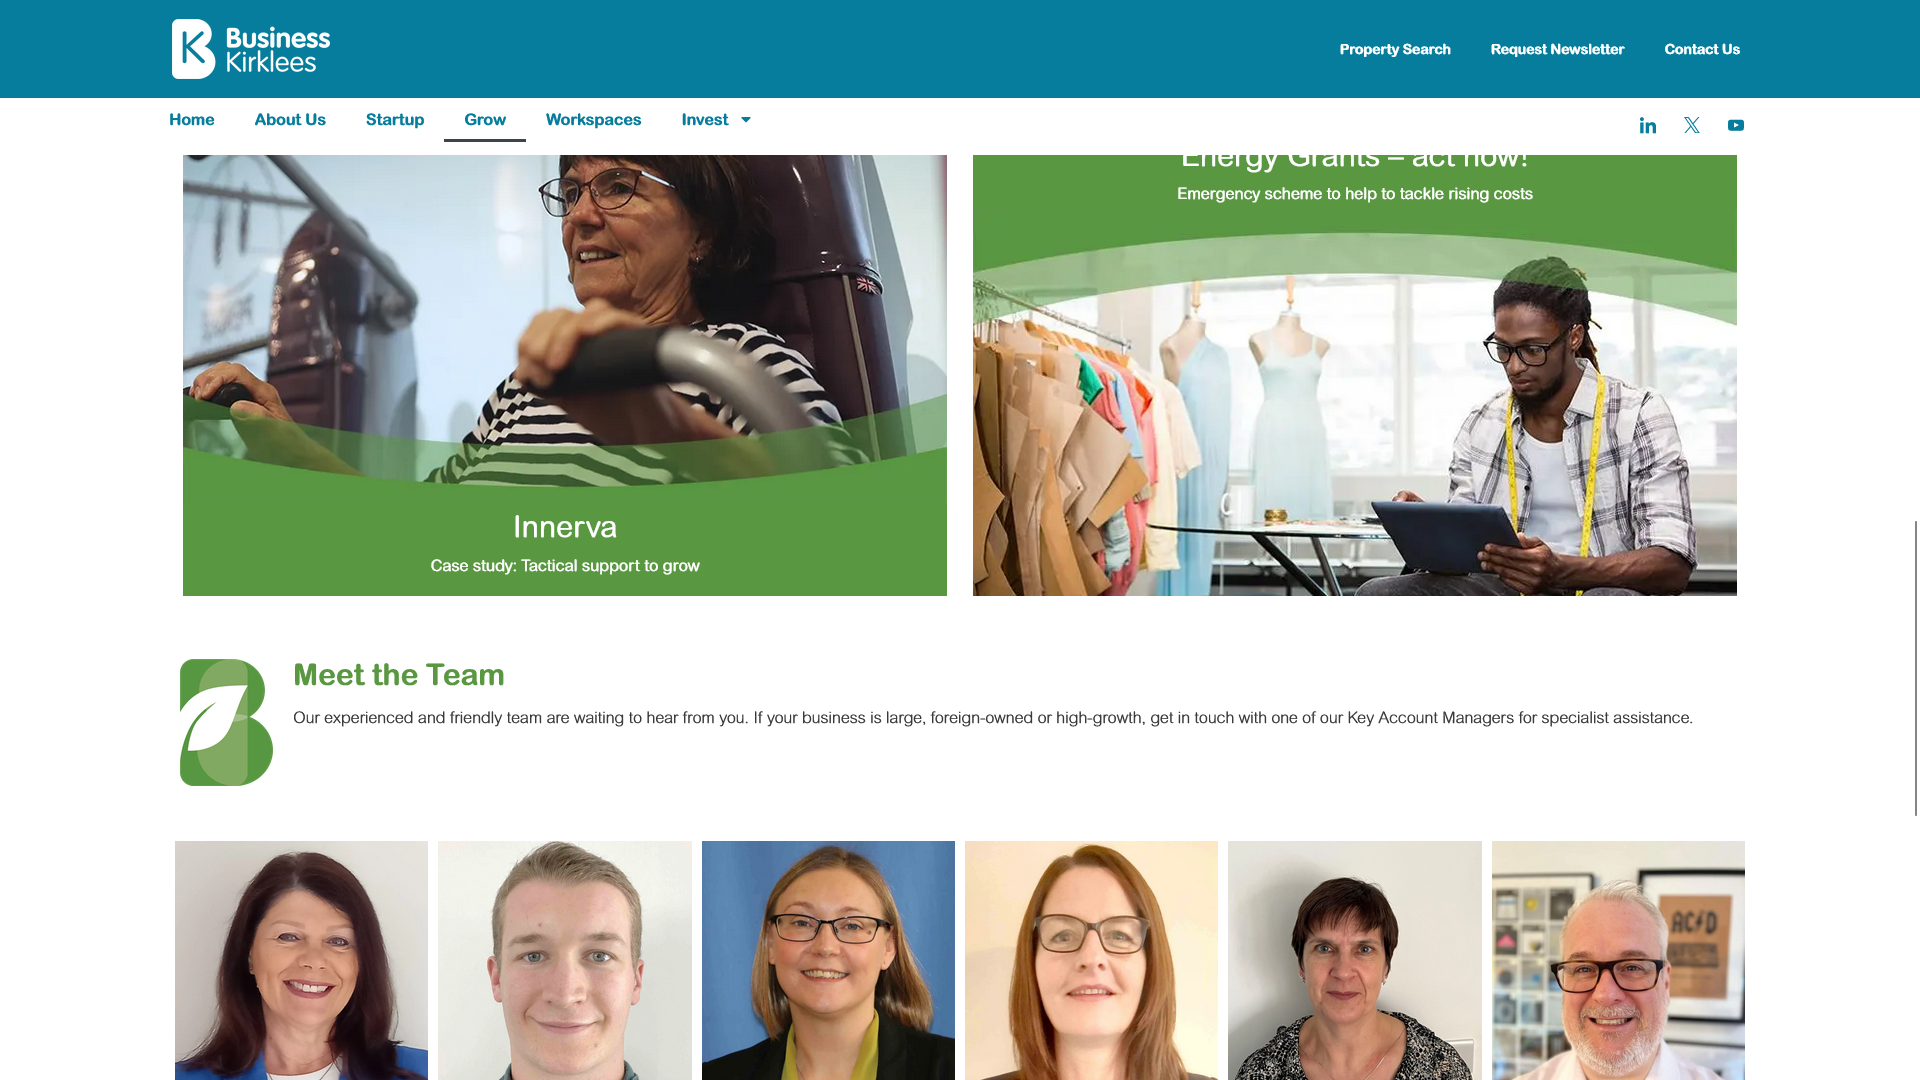 Business
Kirklees
Property Search
Request Newsletter
Contact Us
Home
About Us
Startup
Grow
Workspaces
Invest
Energy Grants – act now!
Emergency scheme to help to tackle rising costs
Innerva
Case study: Tactical support to grow
Meet the Team
Our experienced and friendly team are waiting to hear from you. If your business is large, foreign-owned or high-growth, get in touch with one of our Key Account Managers for specialist assistance.